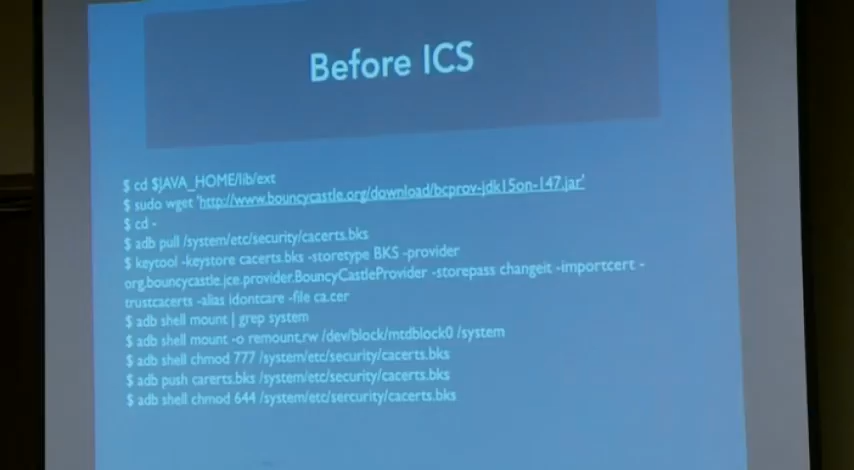 Before ICS
$ cd $JAVA_HOME/lib/ext
$ sudo wget 'http://www.bouncycastle.org/download/bcprov-jdk15on-147.jar'
$ cd -
$ adb pull /system/etc/security/cacerts.bks
$ keytool -keystore cacerts.bks -storetype BKS -provider
org.bouncycastle.jce.provider.BouncyCastleProvider -storepass changeit -importcert -
trustcacerts -alias idontcare -file ca.cer
$ adb shell mount | grep system
$ adb shell mount -o remount,rw /dev/block/mtdblock0 /system
$ adb shell chmod 777 /system/etc/security/cacerts.bks
$ adb push carerts.bks /system/etc/security/cacerts.bks
$ adb shell chmod 644 /system/etc/sercurity/cacerts.bks